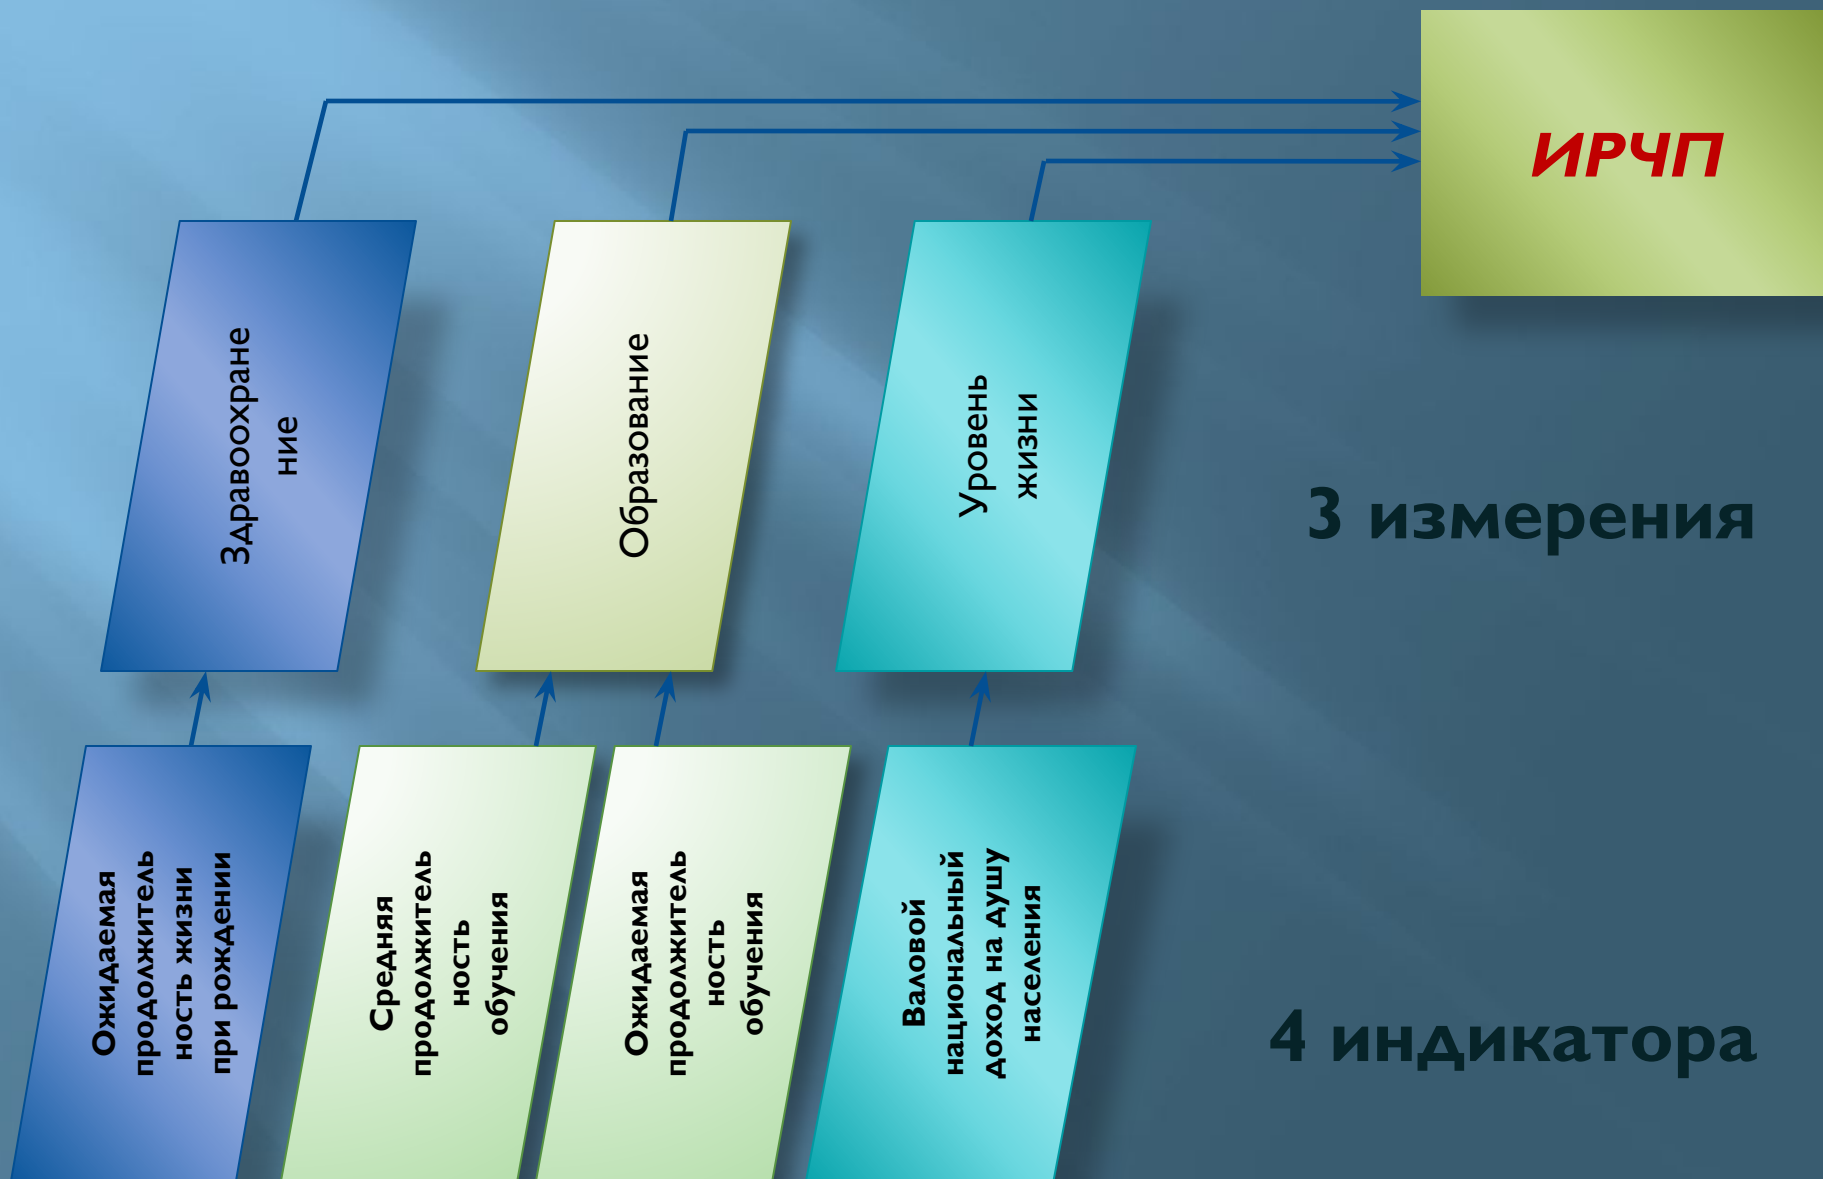 ИРЧП
Здравоохране
ние
Образование
Уровень
жизни
3 измерения
Ожидаемая
продолжитель
ность жизни
при рождении
Средняя
продолжитель
ность
обучения
Ожидаемая
продолжитель
ность
обучения
Валовой
национальный
доход на душу
населения
4 индикатора